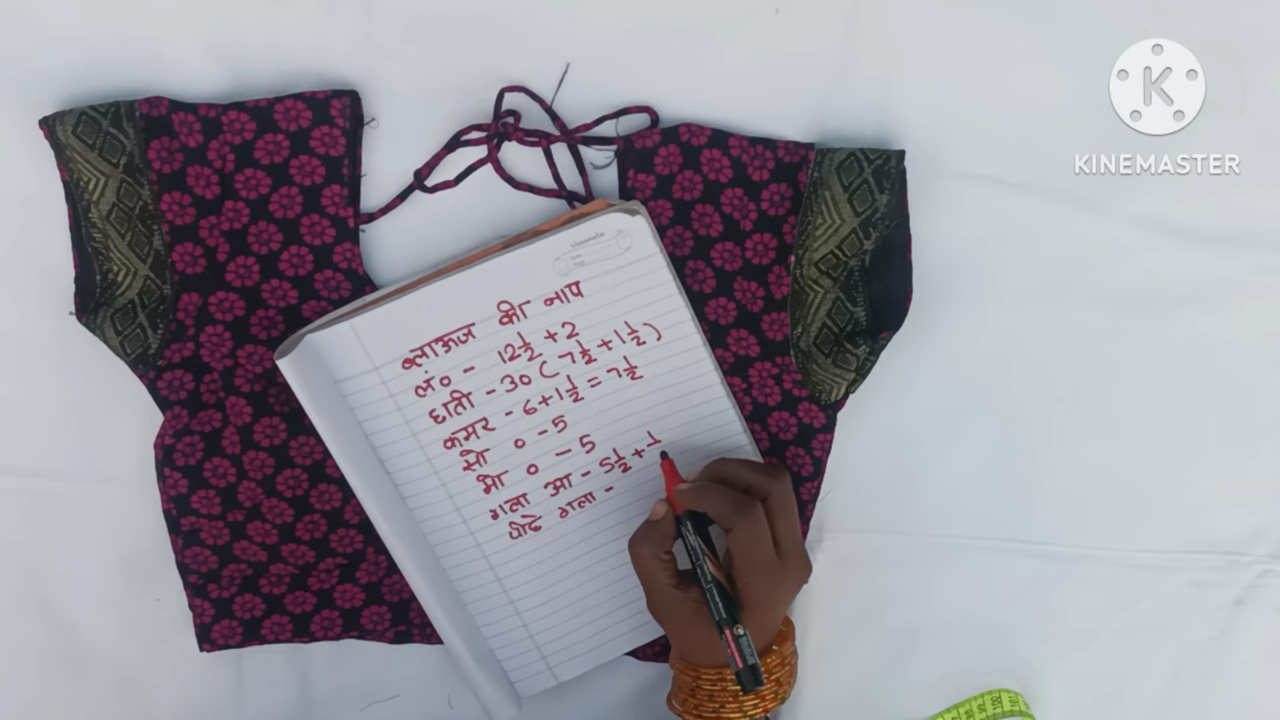 KINEMASTER
classmate
ब्लाऊज की नाप
लं० - 12½ + 2
छाती - 30 ( 7½ + 1½ )
कमर - 6 + 1½ = 7½
सो ० - 5
मो ० - 5
गला आ - 5½ + 1
पीछे गला -